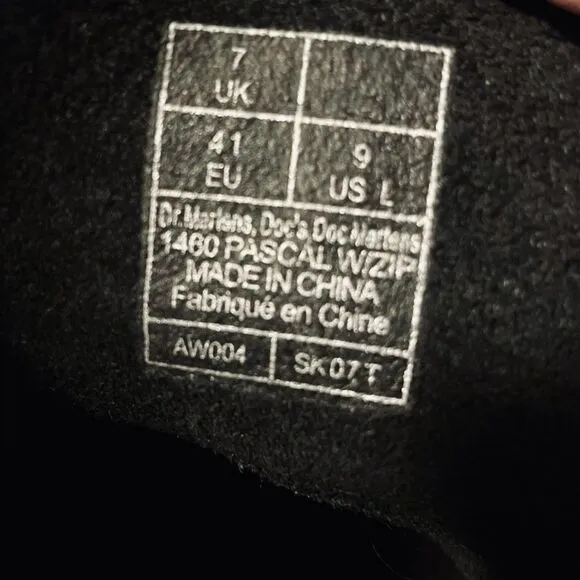 7
UK
41
EU
9
US L
Dr.Martens, Doc's Doc Martens
1460 PASCAL W/ZIP
MADE IN CHINA
Fabriqué en Chine
AW004
SK07T